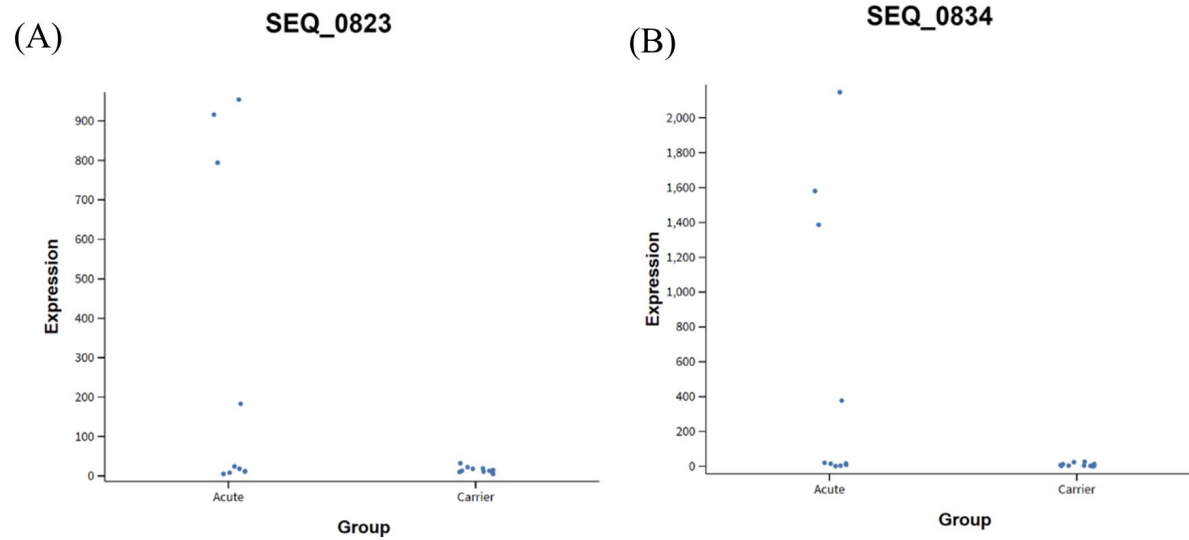 (A)
SEQ_0823
Expression
900
800
700
600
500
400
300
200
100
0
Acute Carrier
Group
(B)
SEQ_0834
Expression
2,000
1,800
1,600
1,400
1,200
1,000
800
600
400
200
0
Acute Carrier
Group